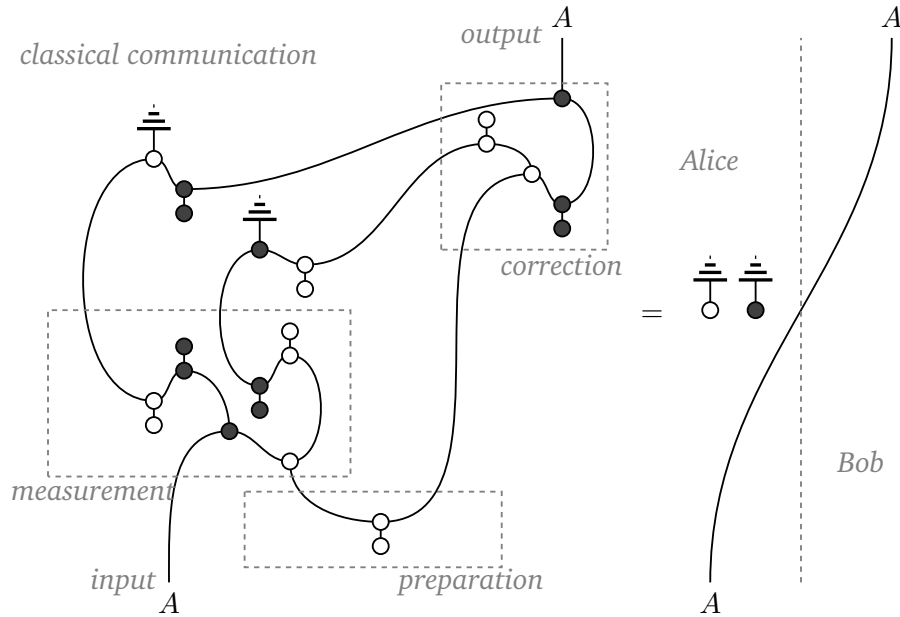 A
A
output
classical communication
Alice
correction
=
Bob
measurement
input
preparation
A
A